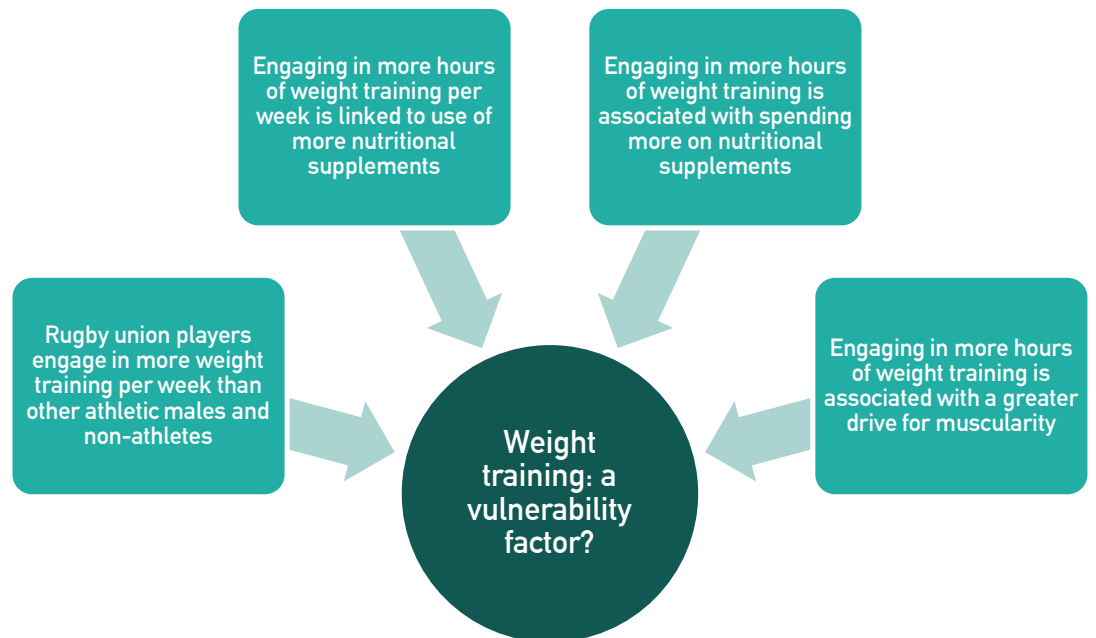 Engaging in more hours
of weight training per
week is linked to use of
more nutritional
supplements
Engaging in more hours
of weight training is
associated with spending
more on nutritional
supplements
Rugby union players
engage in more weight
training per week than
other athletic males and
non-athletes
Engaging in more hours
of weight training is
associated with a greater
drive for muscularity
Weight
training: a
vulnerability
factor?